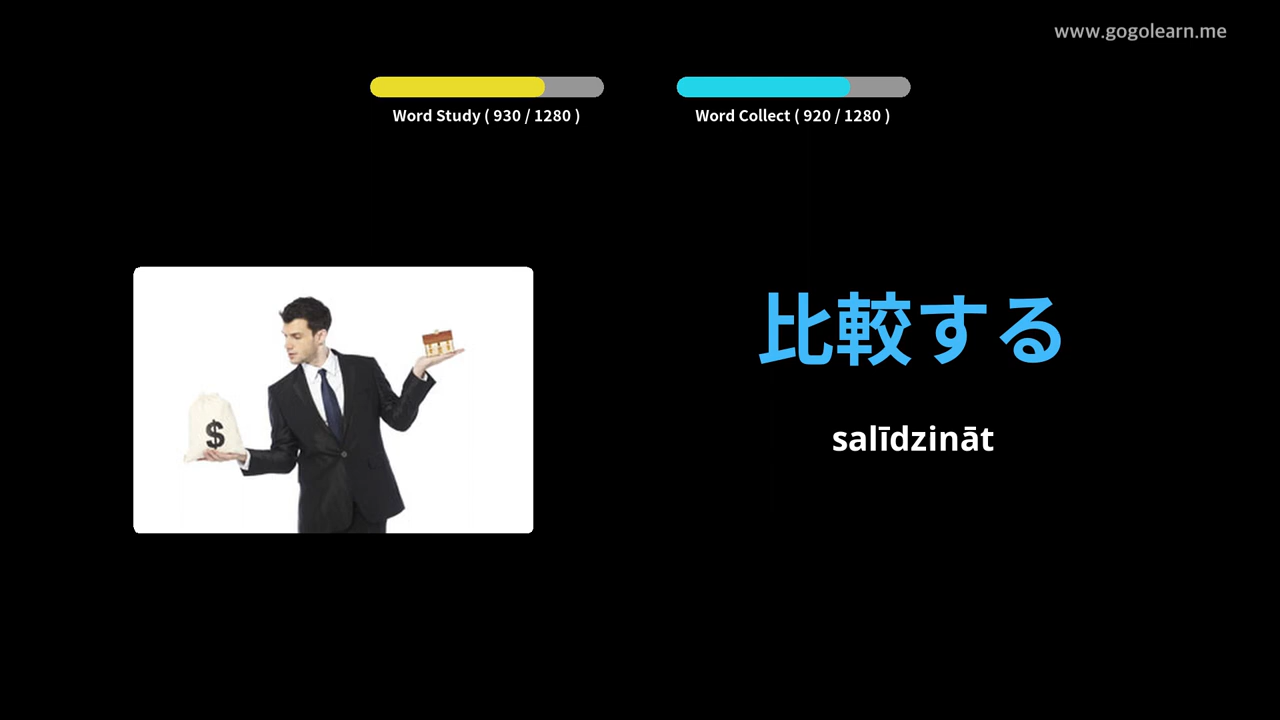 www.gogolearn.me
Word Study ( 930 / 1280 )
Word Collect ( 920 / 1280 )
$
比較する
salīdzināt